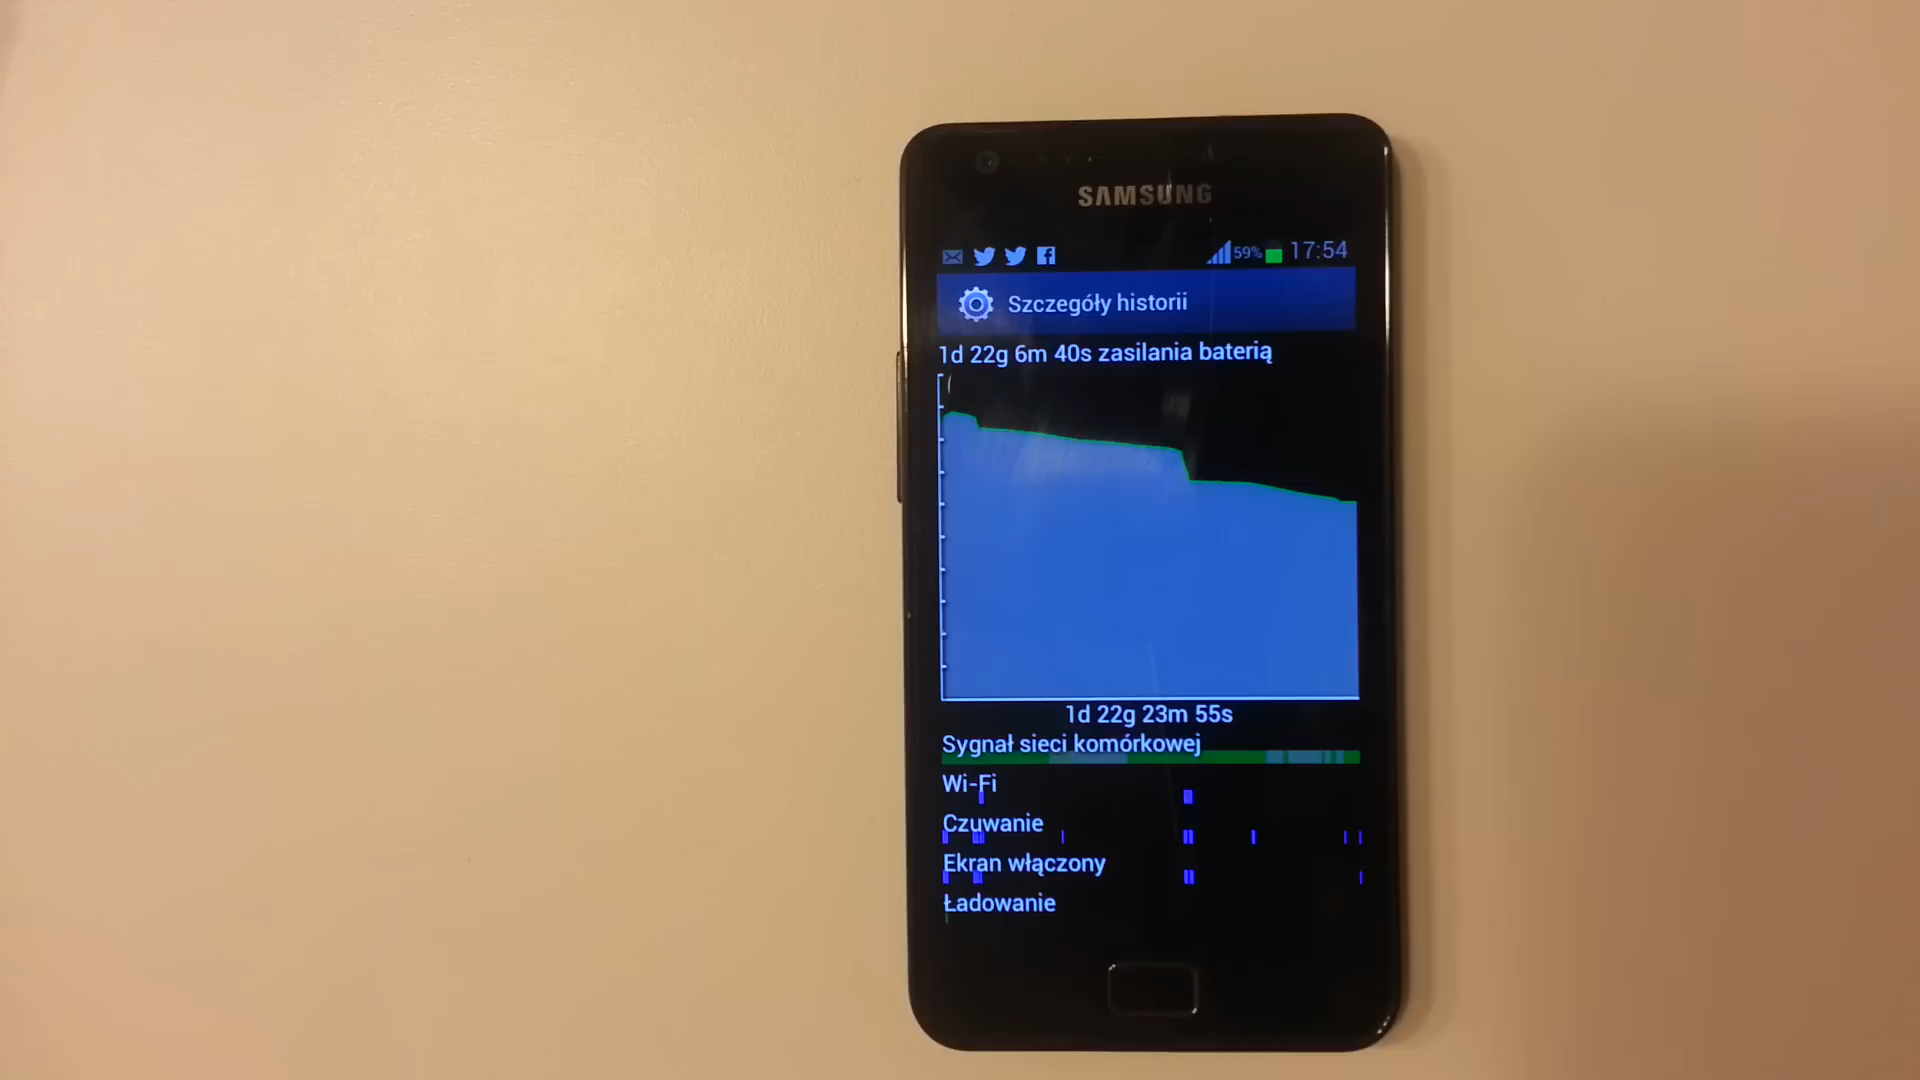 SAMSUNG
59% 17:54
Szczegóły historii
1d 22g 6m 40s zasilania baterią
1d 22g 23m 55s
Sygnał sieci komórkowej
Wi-Fi
Czuwanie
Ekran włączony
Ładowanie